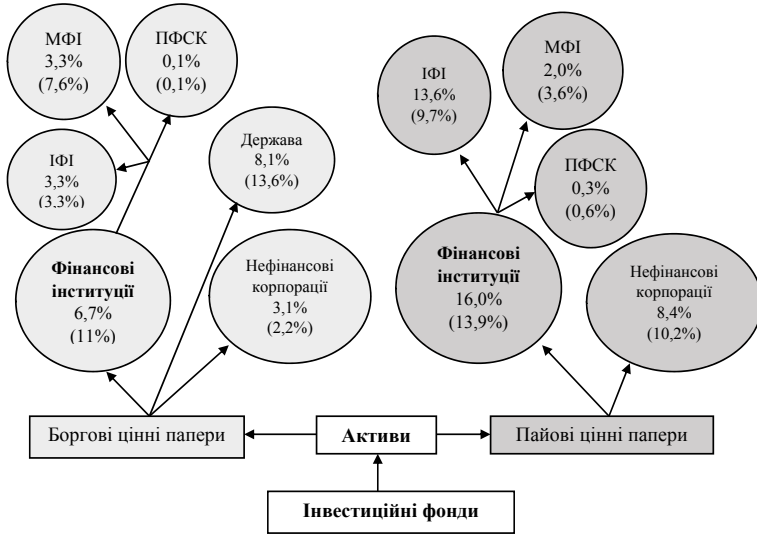 МФІ
3,3%
(7,6%)
ПФСК
0,1%
(0,1%)
ІФІ
13,6%
(9,7%)
МФІ
2,0%
(3,6%)
ІФІ
3,3%
(3,3%)
Держава
8,1%
(13,6%)
ПФСК
0,3%
(0,6%)
Фінансові
інституції
6,7%
(11%)
Нефінансові
корпорації
3,1%
(2,2%)
Фінансові
інституції
16,0%
(13,9%)
Нефінансові
корпорації
8,4%
(10,2%)
Боргові цінні папери
Активи
Пайові цінні папери
Інвестиційні фонди